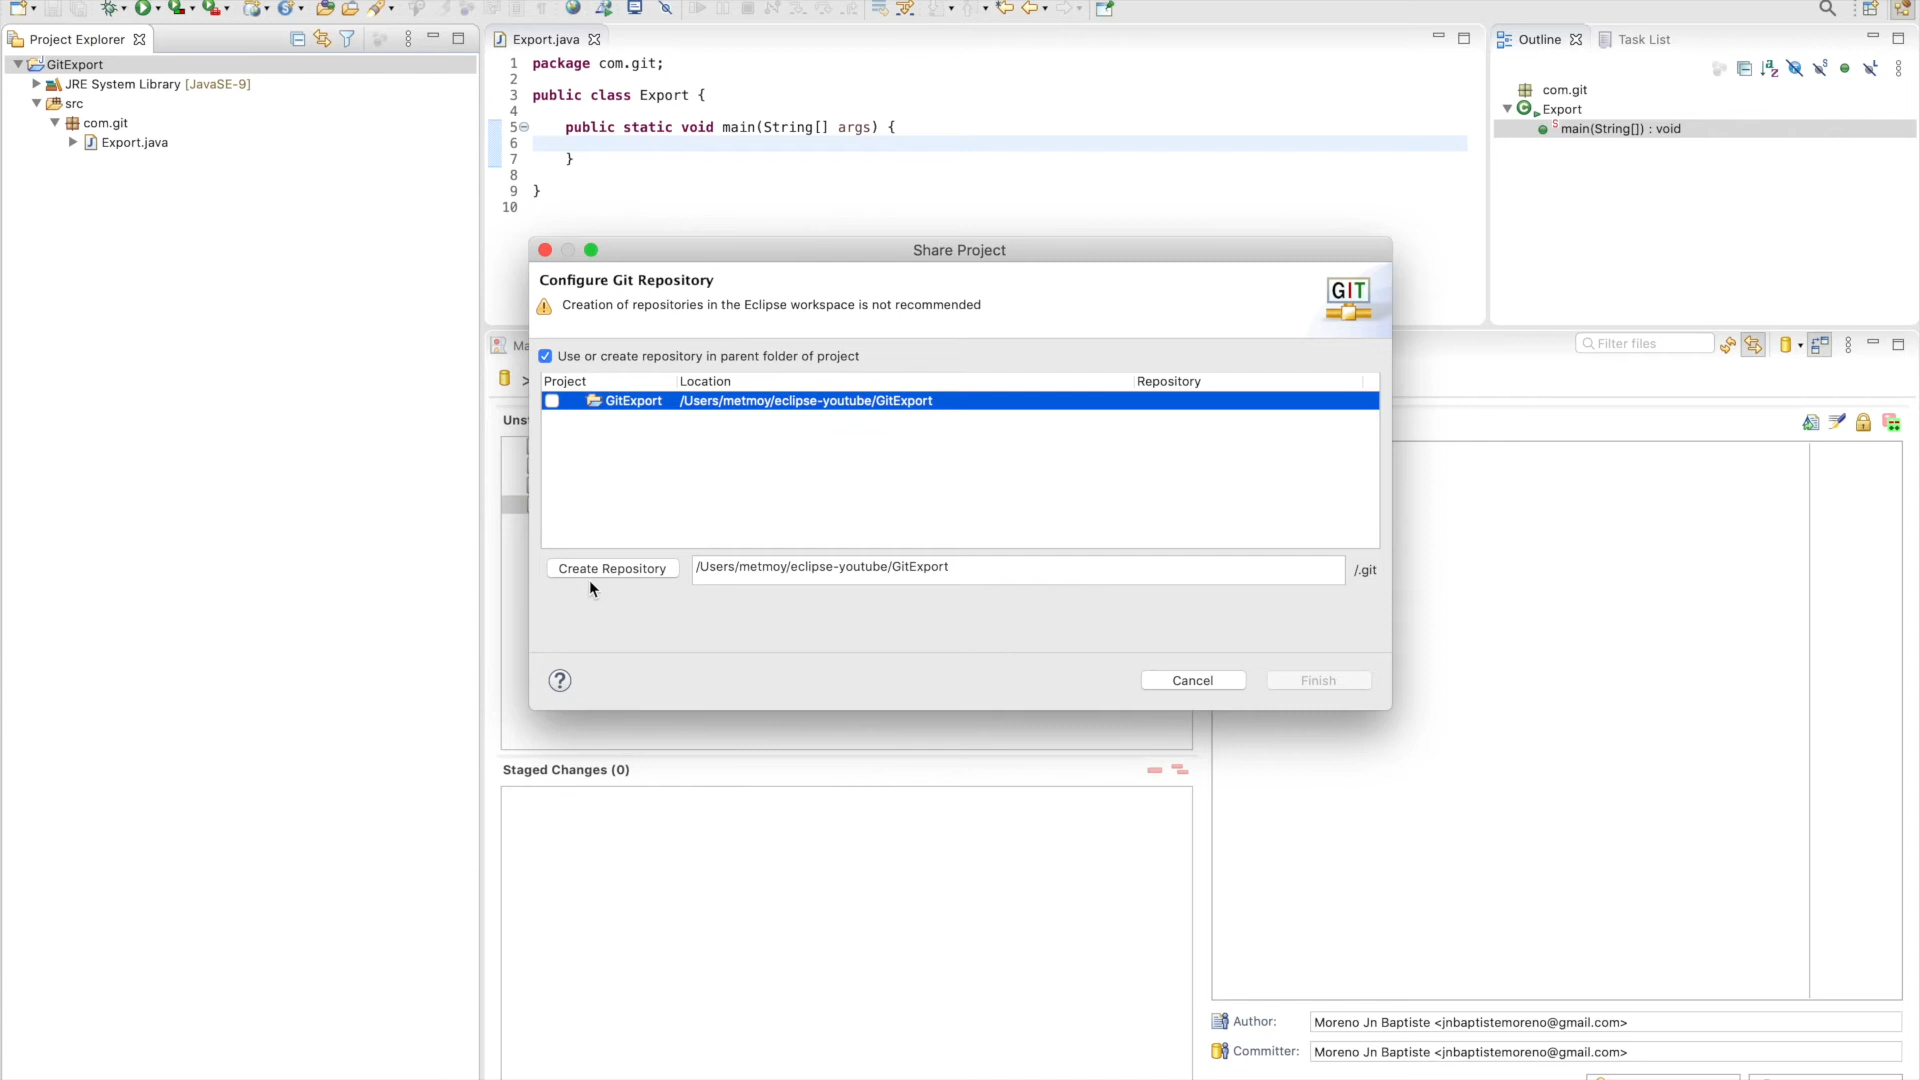 Project Explorer
GitExport
JRE System Library [JavaSE-9]
src
com.git
Export.java
Export.java
1 package com.git;
2
3 public class Export {
4
5 public static void main(String[] args) {
6
7 }
8
9 }
10
Outline
Task List
com.git
Export
S main(String[]) : void
Share Project
Configure Git Repository
Creation of repositories in the Eclipse workspace is not recommended
GIT
Use or create repository in parent folder of project
Project Location Repository
GitExport /Users/metmoy/eclipse-youtube/GitExport
Create Repository /Users/metmoy/eclipse-youtube/GitExport /.git
?
Cancel
Finish
Filter files
>
Staged Changes (0)
Author: Moreno Jn Baptiste <jnbaptistemoreno@gmail.com>
Committer: Moreno Jn Baptiste <jnbaptistemoreno@gmail.com>